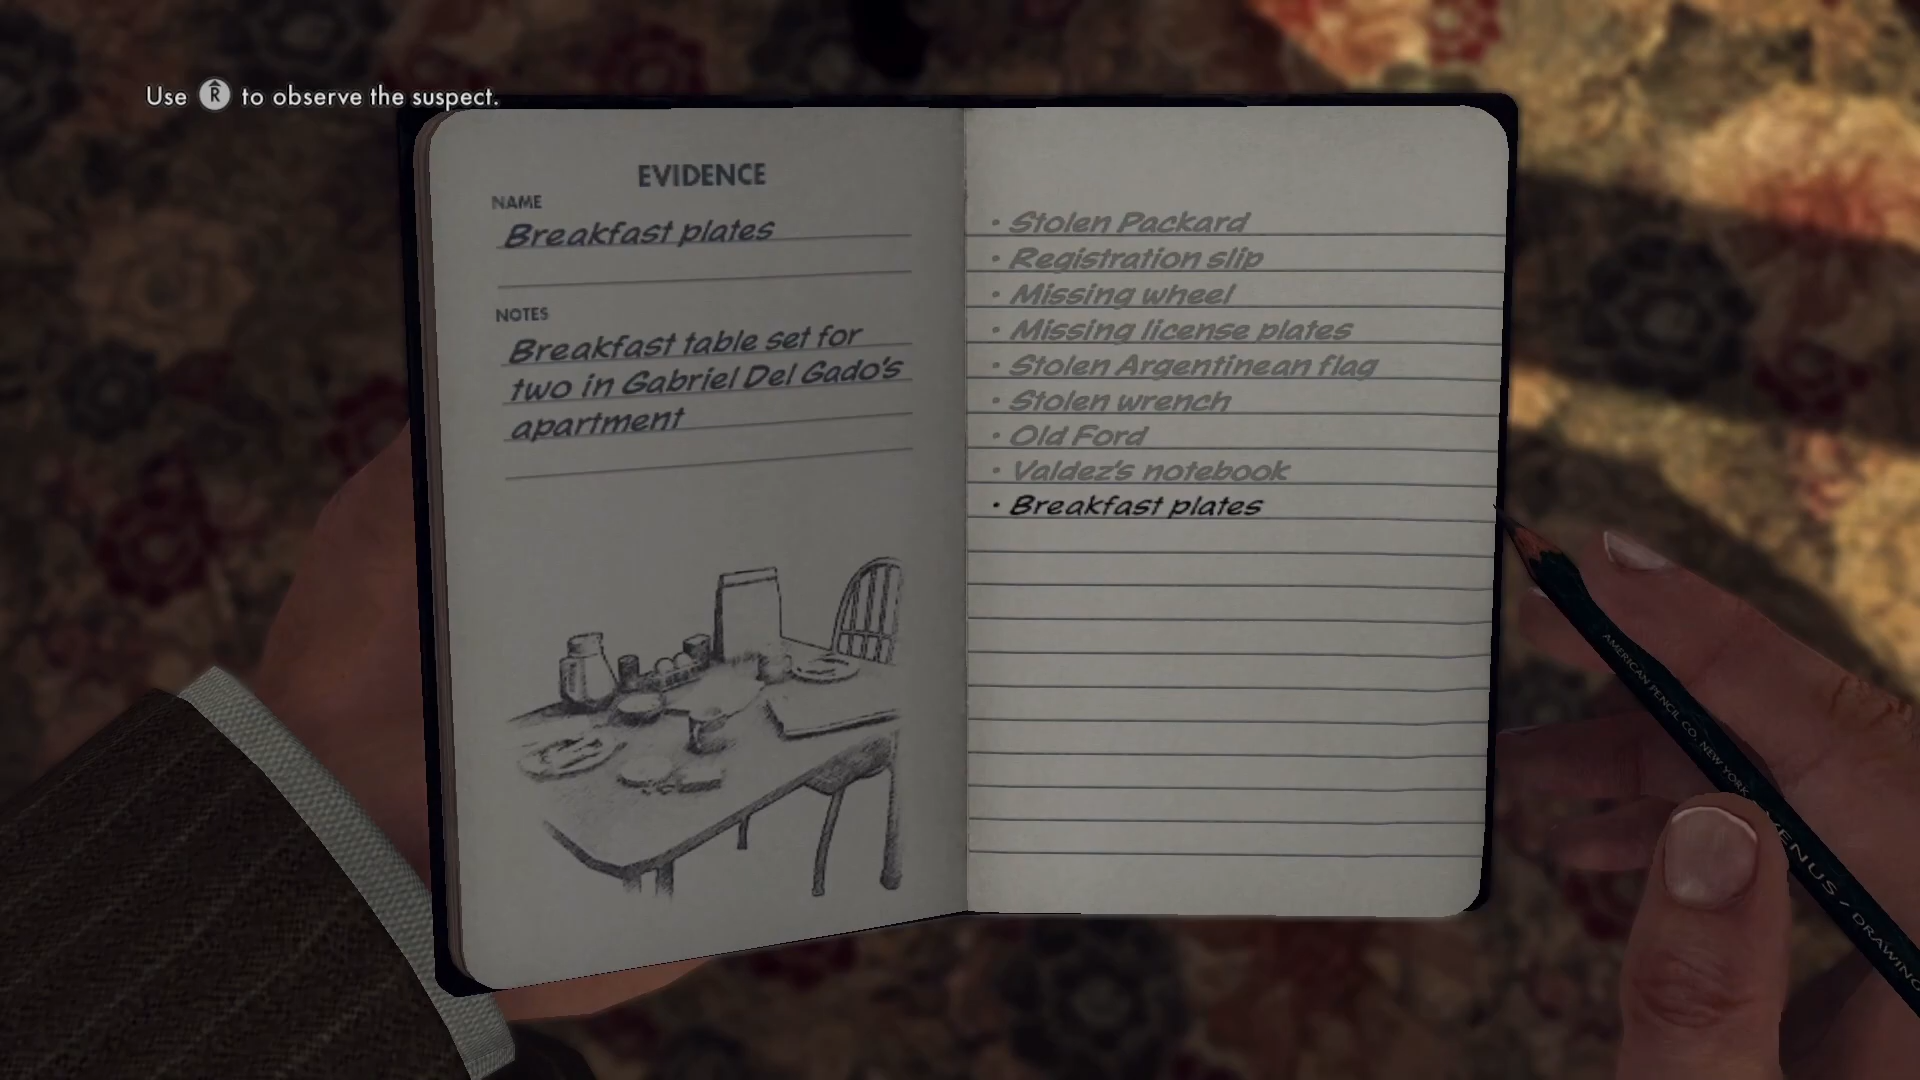 Use R to observe the suspect.
EVIDENCE
NAME
Breakfast plates
NOTES
Breakfast table set for
two in Gabriel Del Gado's
apartment
• Stolen Packard
• Registration slip
• Missing wheel
• Missing license plates
• Stolen Argentinean flag
• Stolen wrench
• Old Ford
• Valdez's notebook
• Breakfast plates
AMERICAN PENCIL CO. NEW YORK VENUS / DRAWING